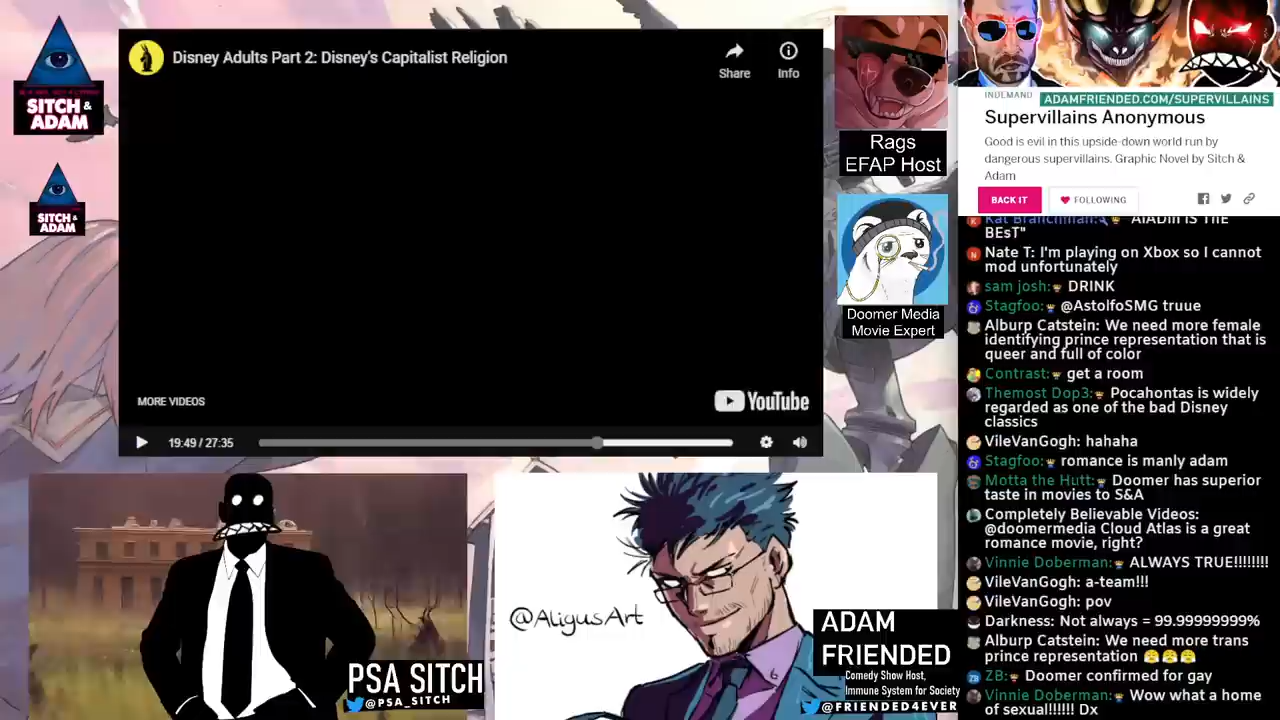 Disney Adults Part 2: Disney's Capitalist Religion
Share
Info
MORE VIDEOS
YouTube
19:49 / 27:35
SITCH &
ADAM
SITCH &
ADAM
Rags
EFAP Host
Doomer Media
Movie Expert
@AligusArt
PSA SITCH
@PSA_SITCH
ADAM
FRIENDED
Comedy Show Host,
Immune System for Society
@FRIENDED4EVER
INDEMAND
ADAMFRIENDED.COM/SUPERVILLAINS
Supervillains Anonymous
Good is evil in this upside-down world run by
dangerous supervillains. Graphic Novel by Sitch &
Adam
BACK IT
FOLLOWING
Kat Branchman: "AlADin IS THE
BEsT"
Nate T: I'm playing on Xbox so I cannot
mod unfortunately
sam josh: DRINK
Stagfoo: @AstolfoSMG truue
Alburp Catstein: We need more female
identifying prince representation that is
queer and full of color
Contrast: get a room
Themost Dop3: Pocahontas is widely
regarded as one of the bad Disney
classics
VileVanGogh: hahaha
Stagfoo: romance is manly adam
Motta the Hutt: Doomer has superior
taste in movies to S&A
Completely Believable Videos:
@doomermedia Cloud Atlas is a great
romance movie, right?
Vinnie Doberman: ALWAYS TRUE!!!!!!!!
VileVanGogh: a-team!!!
VileVanGogh: pov
Darkness: Not always = 99.99999999%
Alburp Catstein: We need more trans
prince representation 😤😤😤
ZB: Doomer confirmed for gay
Vinnie Doberman: Wow what a home
of sexual!!!!!! Dx